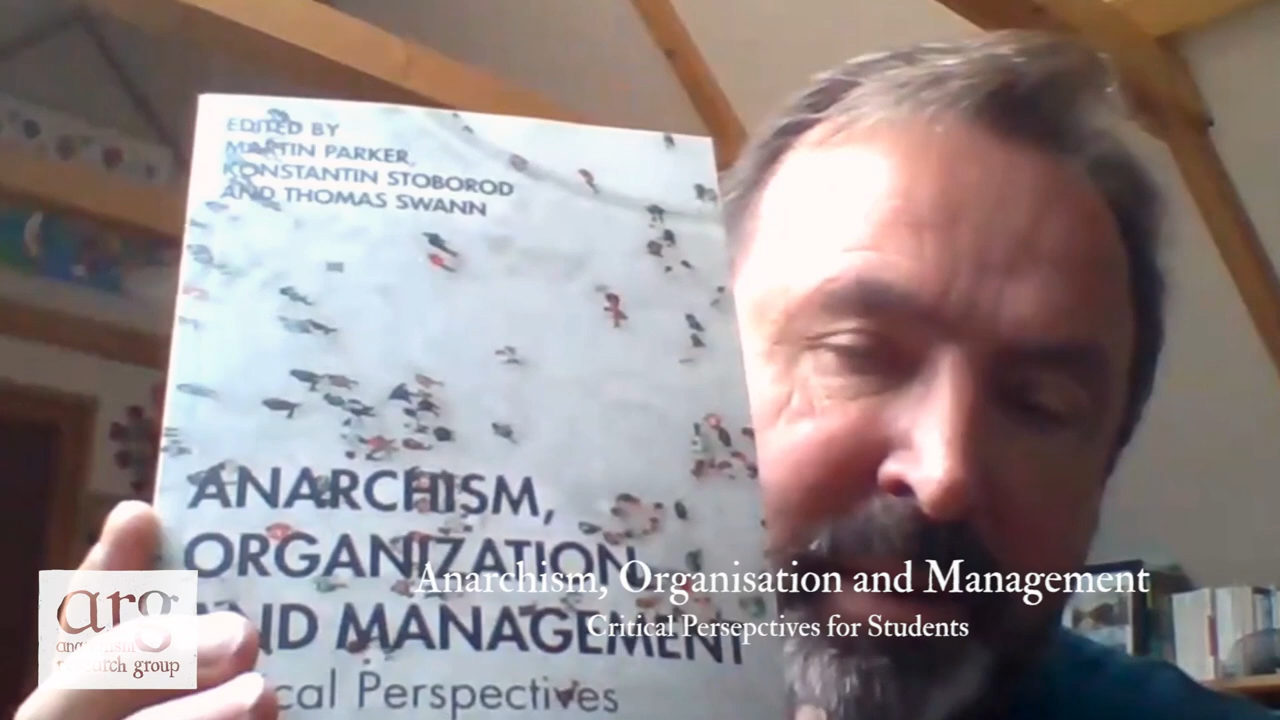 EDITED BY
MARTIN PARKER,
KONSTANTIN STOBOROD
AND THOMAS SWANN
ANARCHISM,
ORGANIZATION
AND MANAGEMENT
Perspectives
Anarchism, Organisation and Management
Critical Persepctives for Students
arg
anarchism
research group